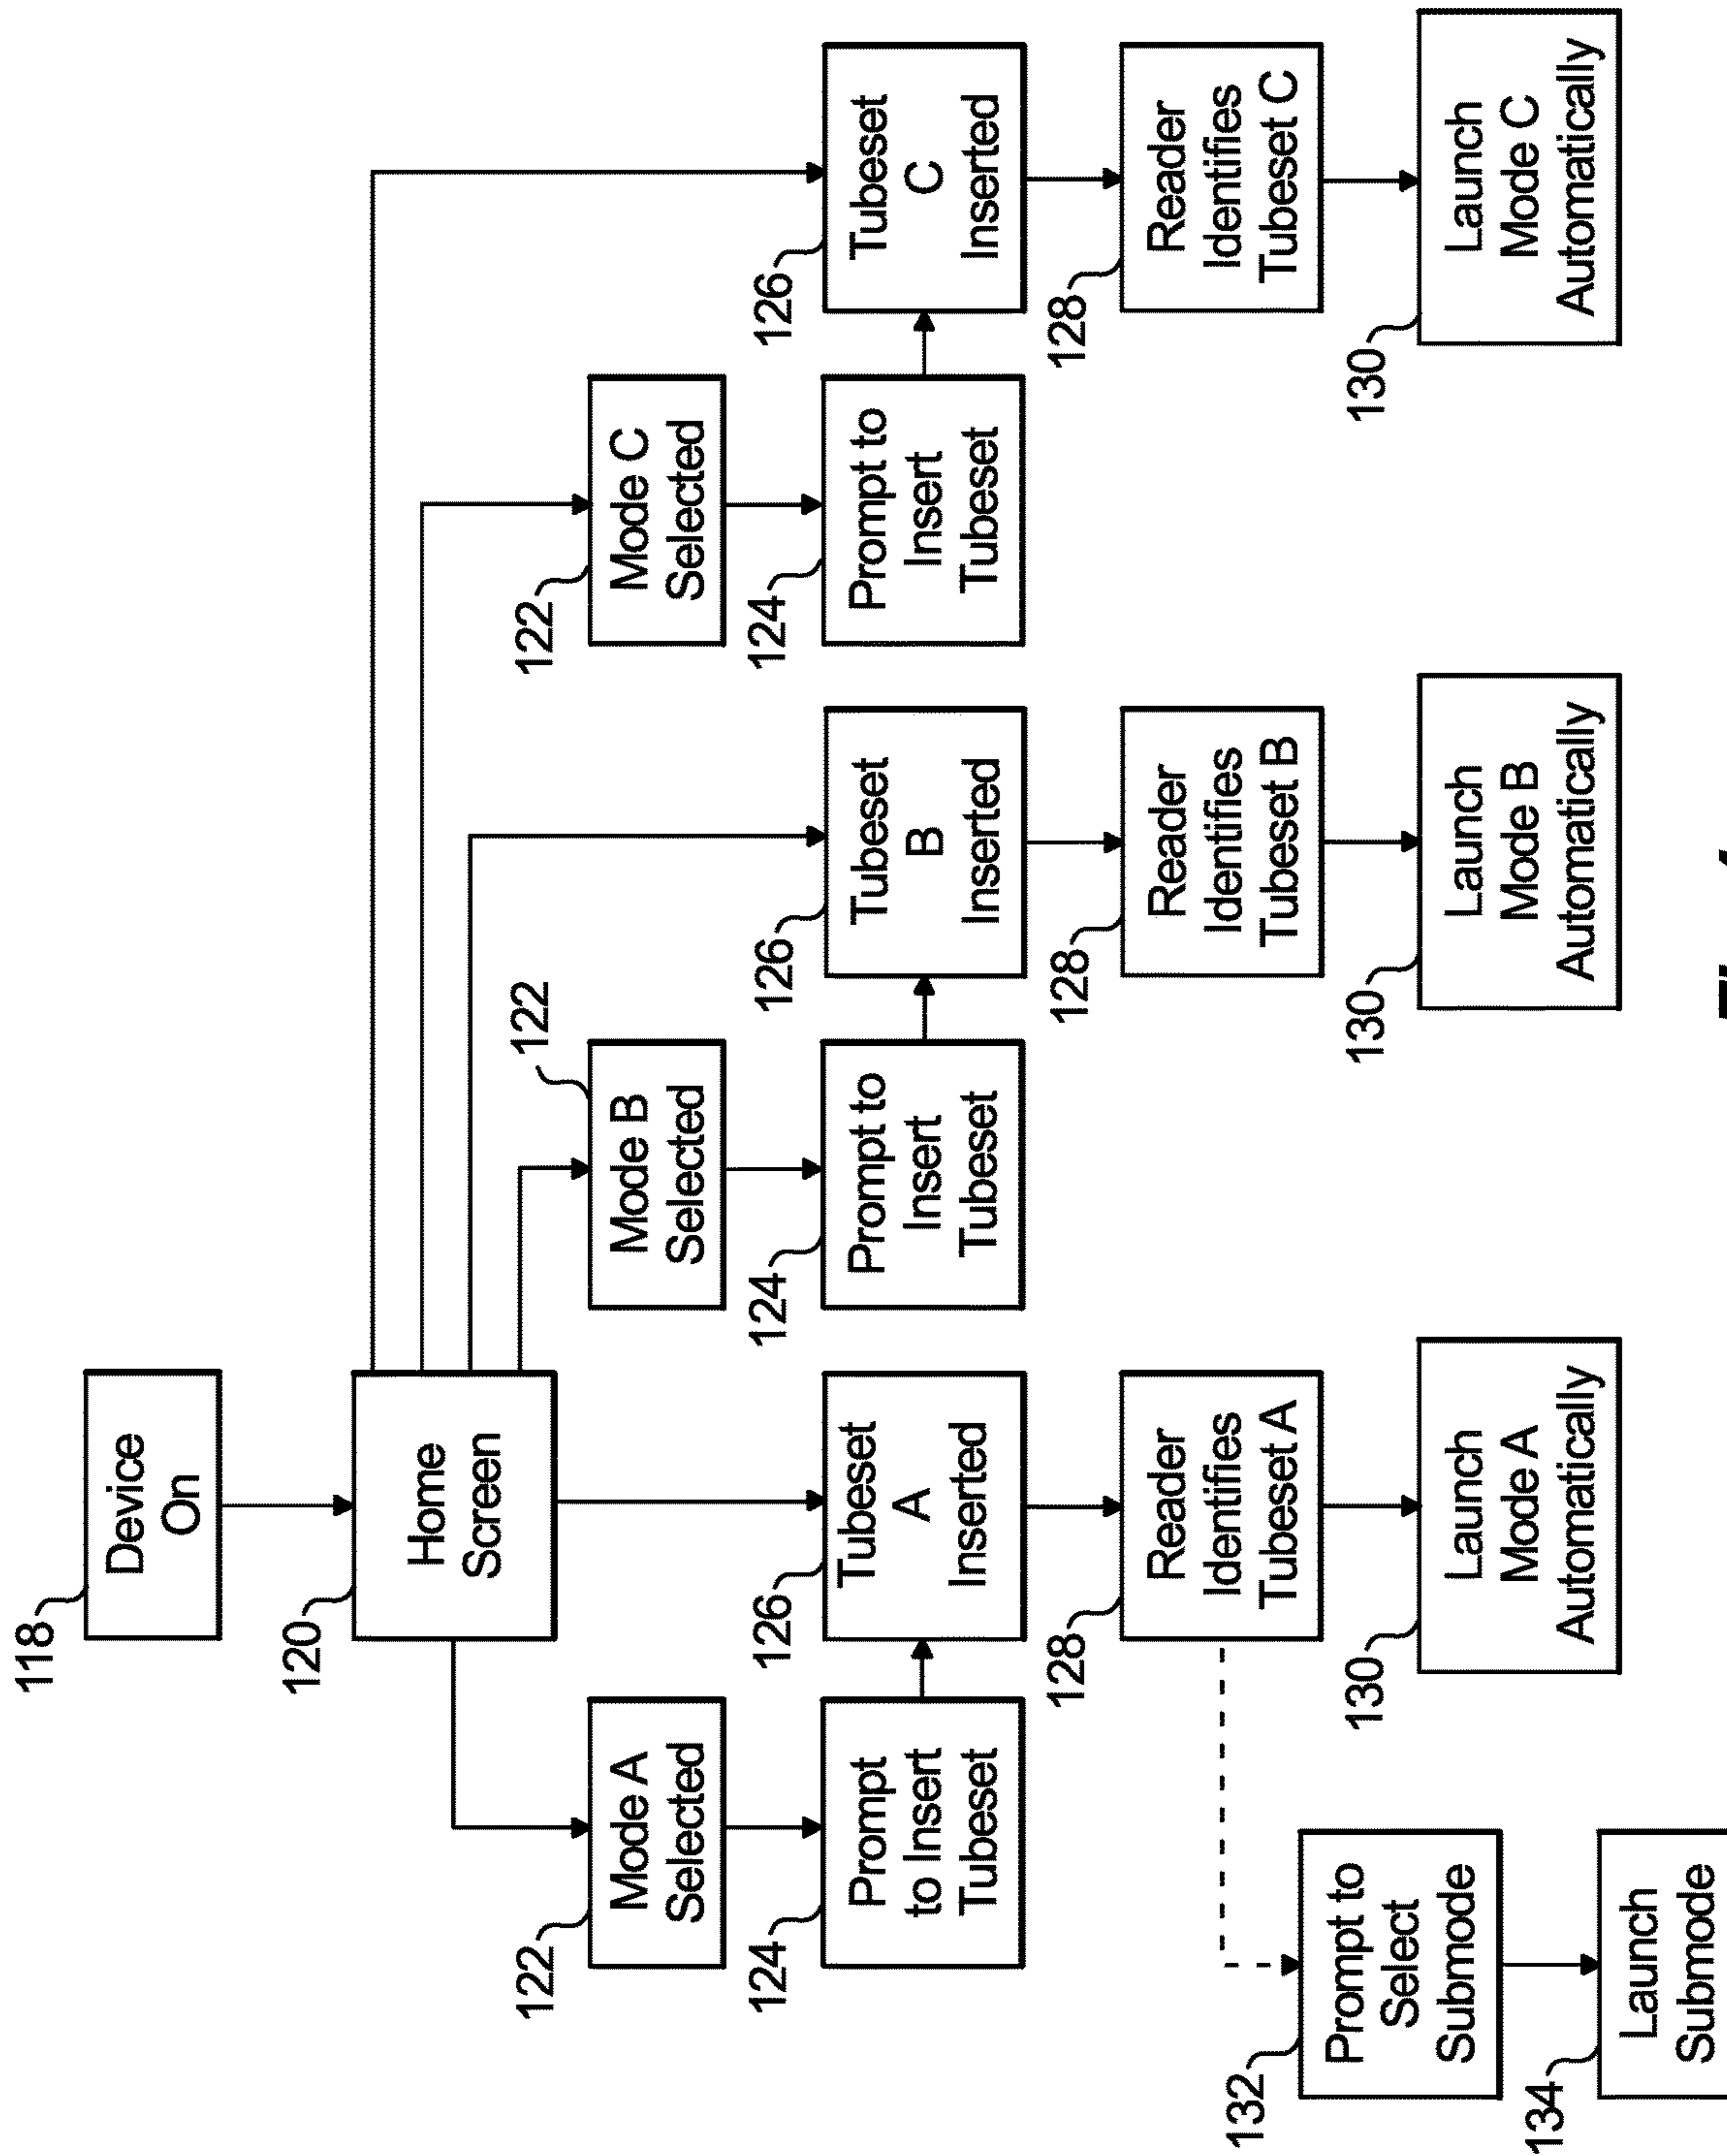 118
Device
On
120
Home
Screen
122
Mode A
Selected
122
Mode B
Selected
122
Mode C
Selected
124
Prompt
to Insert
Tubeset
126
Tubeset
A
Inserted
124
Prompt to
Insert
Tubeset
126
Tubeset
B
Inserted
124
Prompt to
Insert
Tubeset
126
Tubeset
C
Inserted
128
Reader
Identifies
Tubeset A
128
Reader
Identifies
Tubeset B
128
Reader
Identifies
Tubeset C
132
Prompt to
Select
Submode
130
Launch
Mode A
Automatically
130
Launch
Mode B
Automatically
130
Launch
Mode C
Automatically
134
Launch
Submode